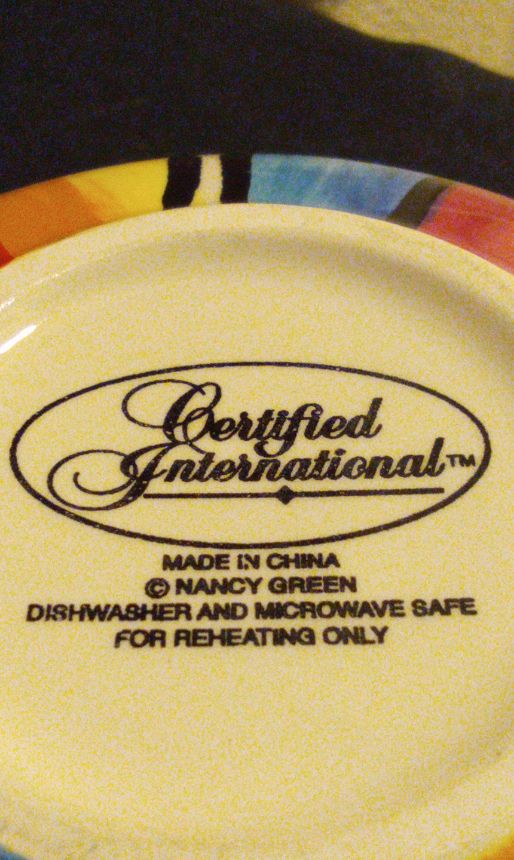 Certified
International™
MADE IN CHINA
© NANCY GREEN
DISHWASHER AND MICROWAVE SAFE
FOR REHEATING ONLY